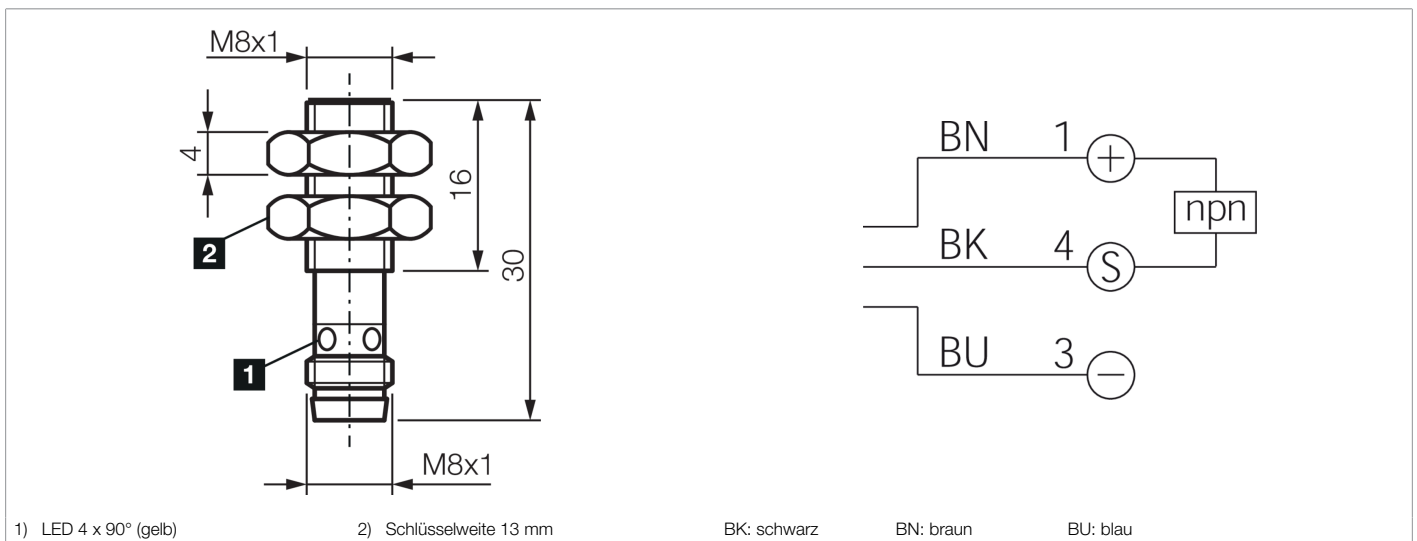 M8x1
4
16
30
2
1
M8x1
BN 1 +
npn
BK 4 S
BU 3 −
1) LED 4 x 90° (gelb) 2) Schlüsselweite 13 mm BK: schwarz BN: braun BU: blau